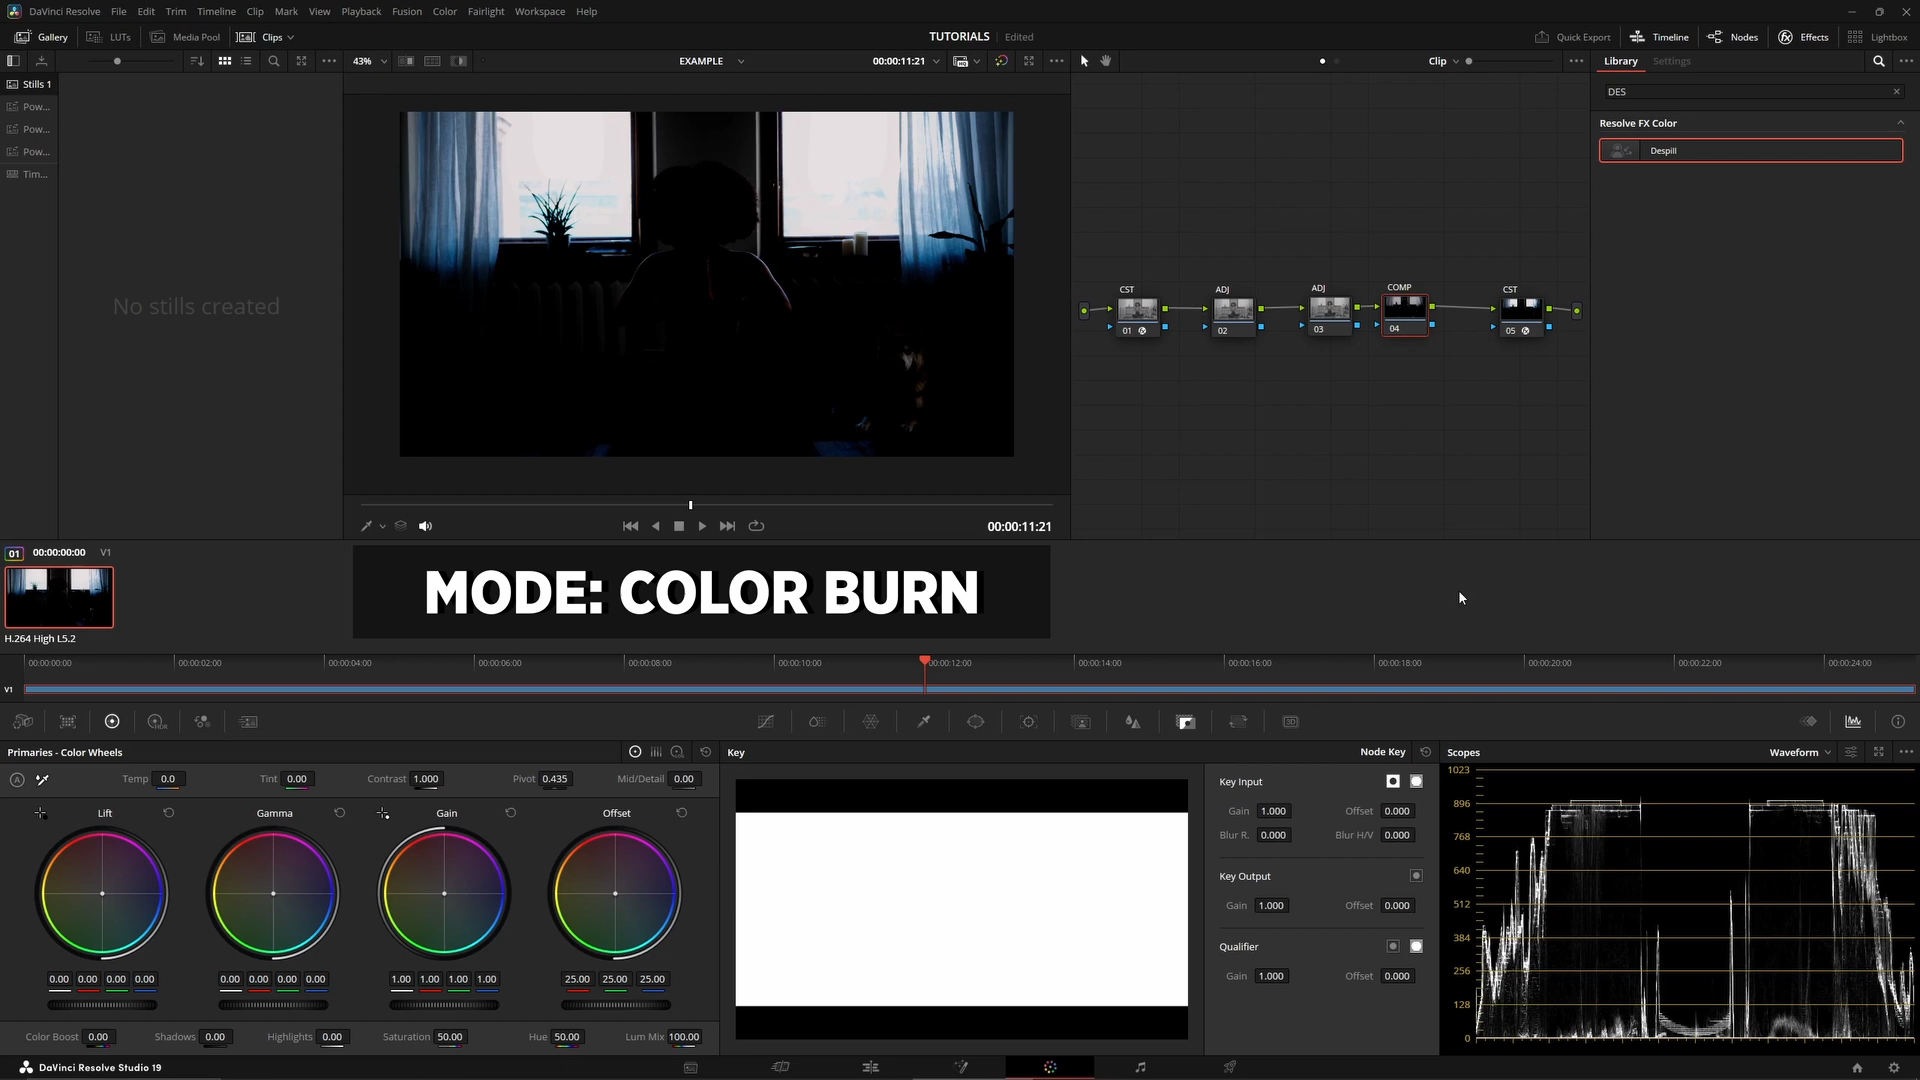 DaVinci Resolve File Edit Trim Timeline Clip Mark View Playback Fusion Color Fairlight Workspace Help
Gallery LUTs Media Pool Clips TUTORIALS Edited Quick Export Timeline Nodes Effects Lightbox
43% EXAMPLE 00:00:11:21 Clip Library Settings
Stills 1
Pow...
Pow...
Pow...
Tim...
No stills created
DES
Resolve FX Color
Despill
CST ADJ ADJ COMP CST
01 02 03 04 05
00:00:11:21
01 00:00:00:00 V1
H.264 High L5.2
MODE: COLOR BURN
00:00:00:00 00:00:02:00 00:00:04:00 00:00:06:00 00:00:08:00 00:00:10:00 00:00:12:00 00:00:14:00 00:00:16:00 00:00:18:00 00:00:20:00 00:00:22:00 00:00:24:00
V1
HDR
3D
Primaries - Color Wheels
A Temp 0.0 Tint 0.00 Contrast 1.000 Pivot 0.435 Mid/Detail 0.00
Lift Gamma Gain Offset
0.00 0.00 0.00 0.00 0.00 0.00 0.00 0.00 1.00 1.00 1.00 1.00 25.00 25.00 25.00
Color Boost 0.00 Shadows 0.00 Highlights 0.00 Saturation 50.00 Hue 50.00 Lum Mix 100.00
Key Node Key
Key Input
Gain 1.000 Offset 0.000
Blur R. 0.000 Blur H/V 0.000
Key Output
Gain 1.000 Offset 0.000
Qualifier
Gain 1.000 Offset 0.000
Scopes Waveform
1023
896
768
640
512
384
256
128
0
DaVinci Resolve Studio 19